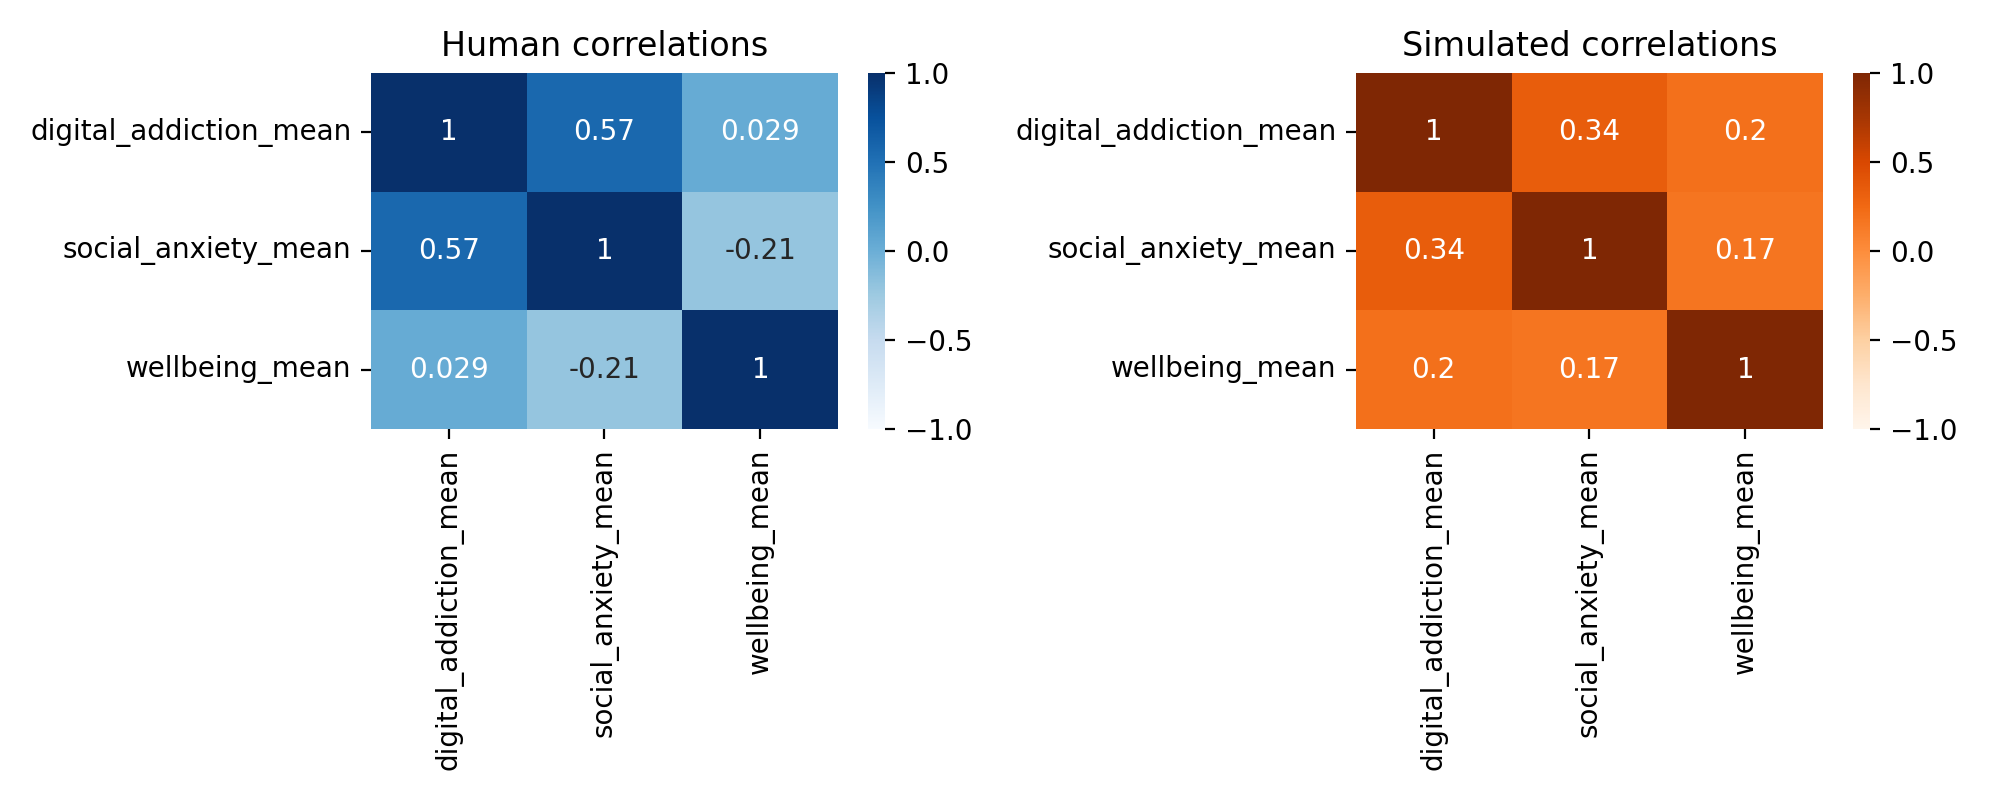 Human correlations
digital_addiction_mean 1 0.57 0.029
social_anxiety_mean 0.57 1 -0.21
wellbeing_mean 0.029 -0.21 1
digital_addiction_mean
social_anxiety_mean
wellbeing_mean
1.0
0.5
0.0
−0.5
−1.0
Simulated correlations
digital_addiction_mean 1 0.34 0.2
social_anxiety_mean 0.34 1 0.17
wellbeing_mean 0.2 0.17 1
digital_addiction_mean
social_anxiety_mean
wellbeing_mean
1.0
0.5
0.0
−0.5
−1.0